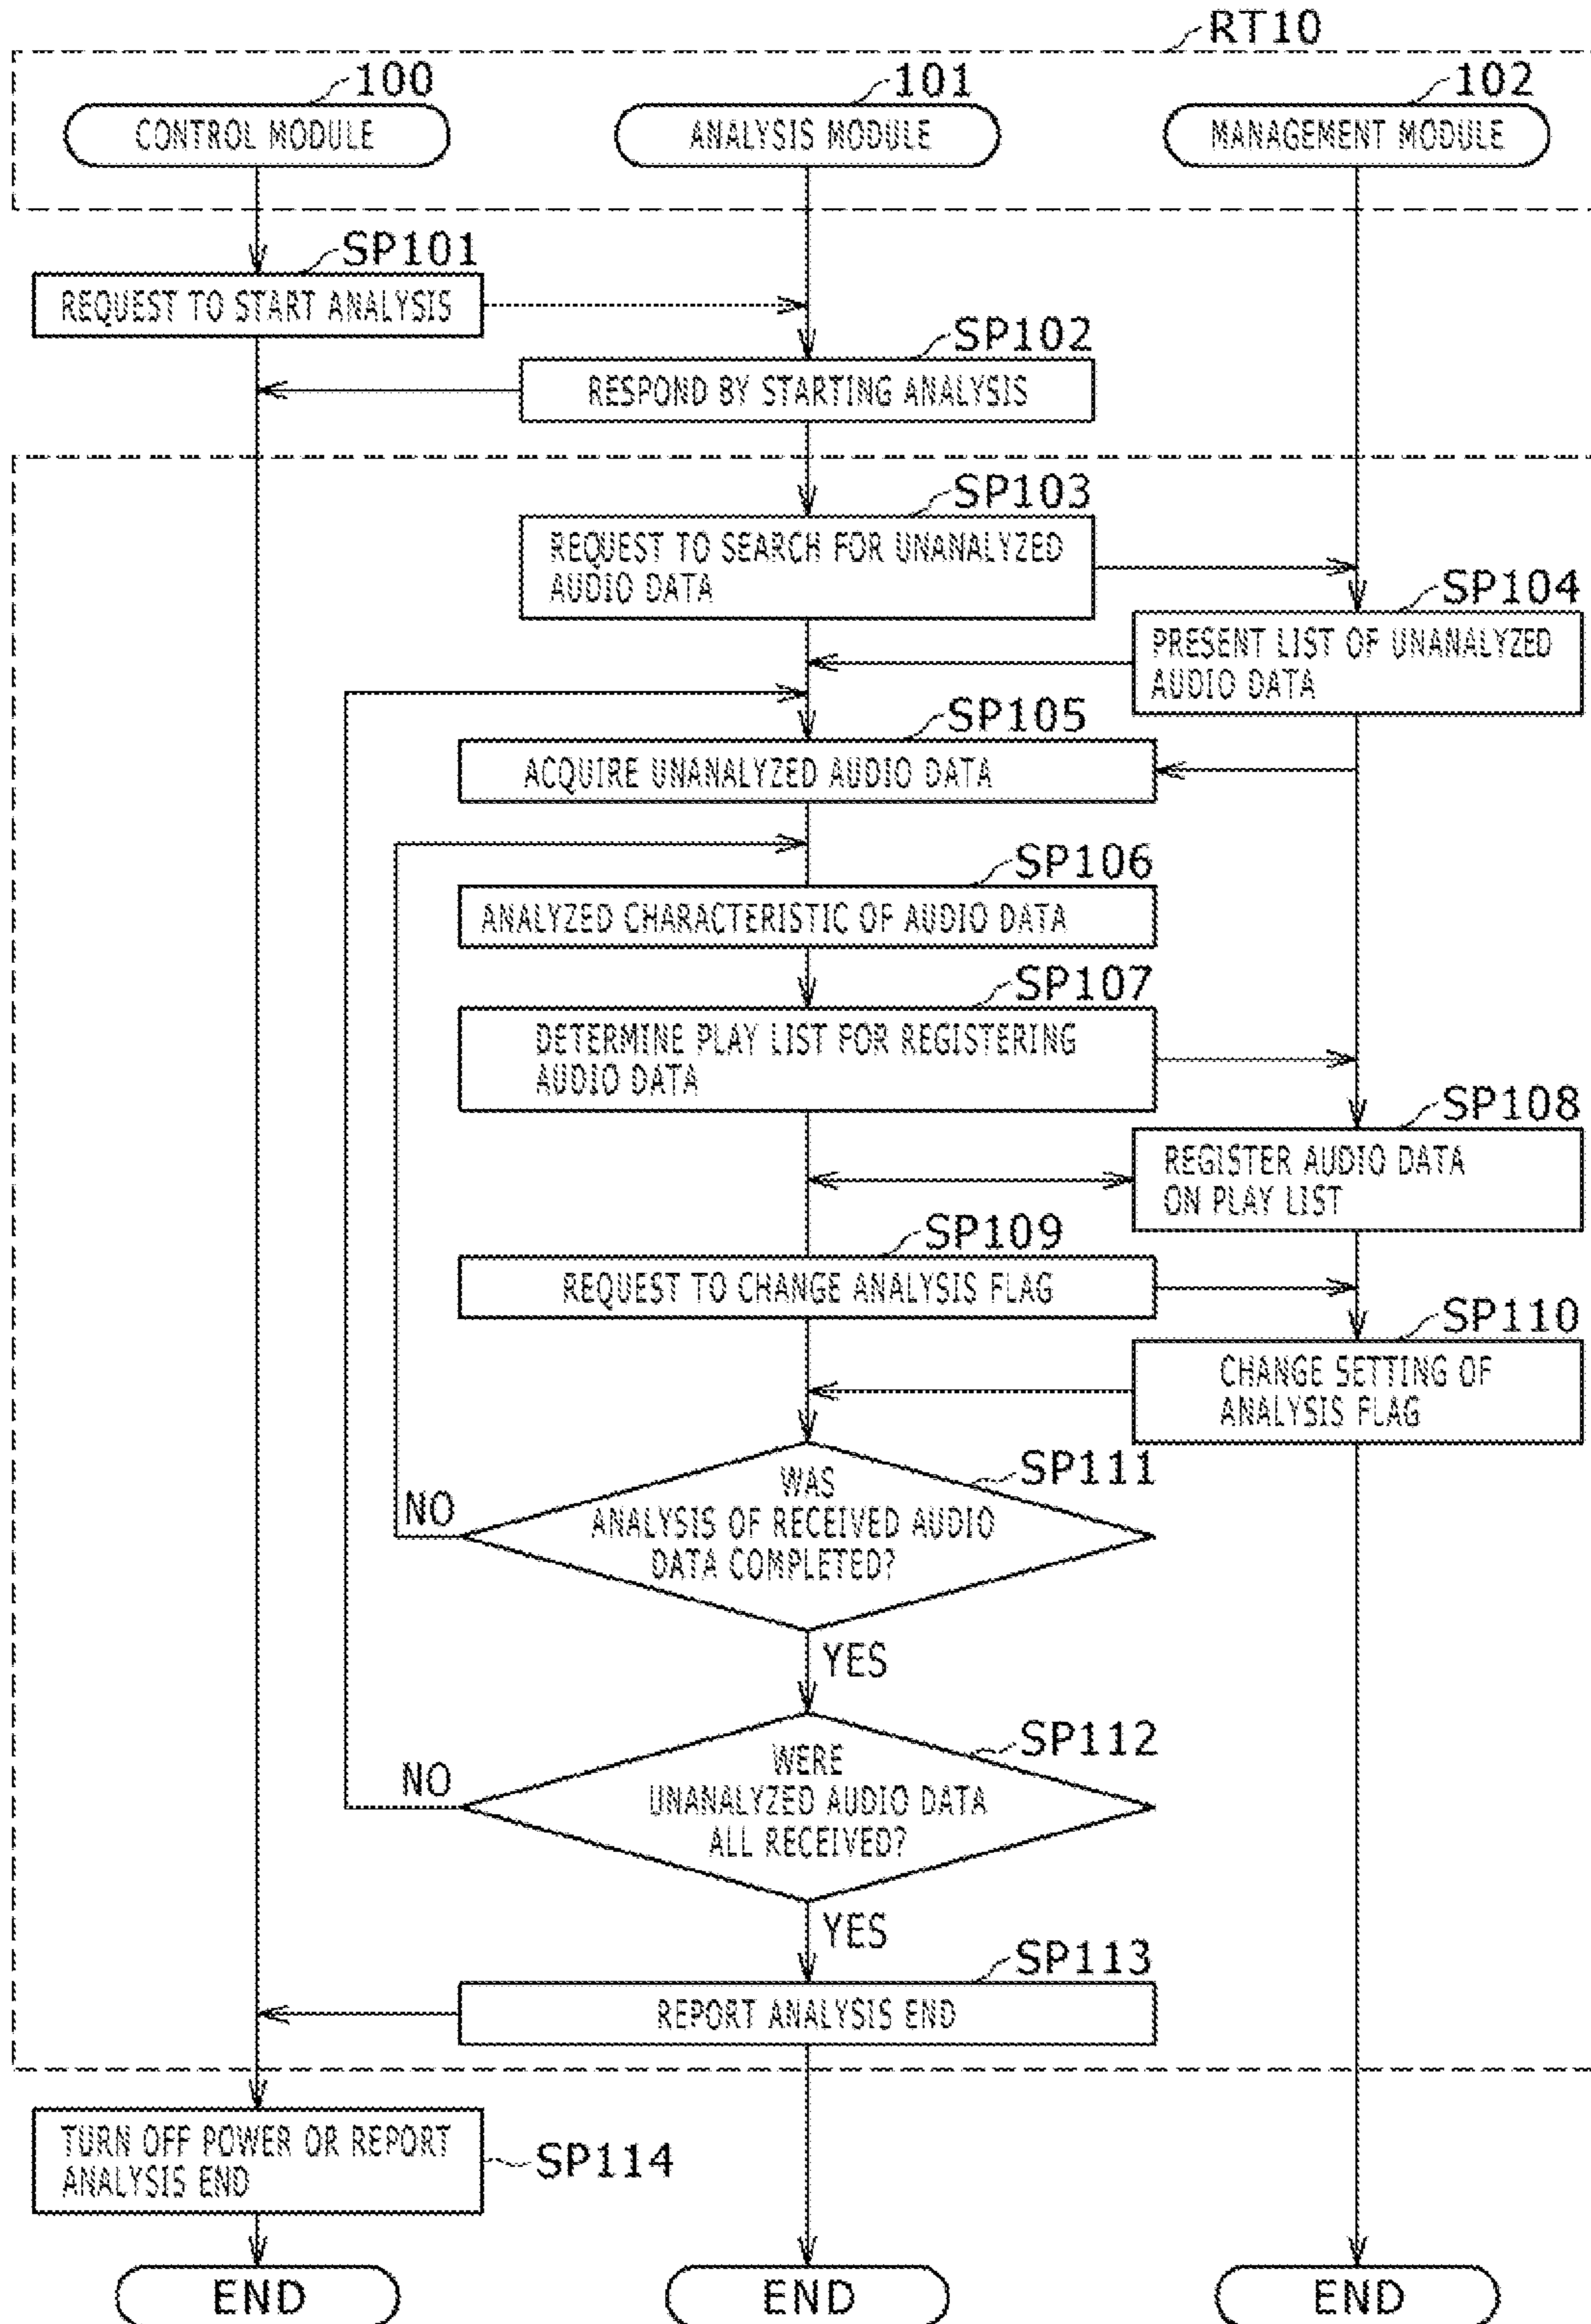 RT10
100
101
102
CONTROL MODULE
ANALYSIS MODULE
MANAGEMENT MODULE
SP101
REQUEST TO START ANALYSIS
SP102
RESPOND BY STARTING ANALYSIS
SP103
REQUEST TO SEARCH FOR UNANALYZED
AUDIO DATA
SP104
PRESENT LIST OF UNANALYZED
AUDIO DATA
SP105
ACQUIRE UNANALYZED AUDIO DATA
SP106
ANALYZED CHARACTERISTIC OF AUDIO DATA
SP107
DETERMINE PLAY LIST FOR REGISTERING
AUDIO DATA
SP108
REGISTER AUDIO DATA
ON PLAY LIST
SP109
REQUEST TO CHANGE ANALYSIS FLAG
SP110
CHANGE SETTING OF
ANALYSIS FLAG
SP111
WAS
ANALYSIS OF RECEIVED AUDIO
DATA COMPLETED?
NO
YES
SP112
WERE
UNANALYZED AUDIO DATA
ALL RECEIVED?
NO
YES
SP113
REPORT ANALYSIS END
TURN OFF POWER OR REPORT
ANALYSIS END
SP114
END
END
END